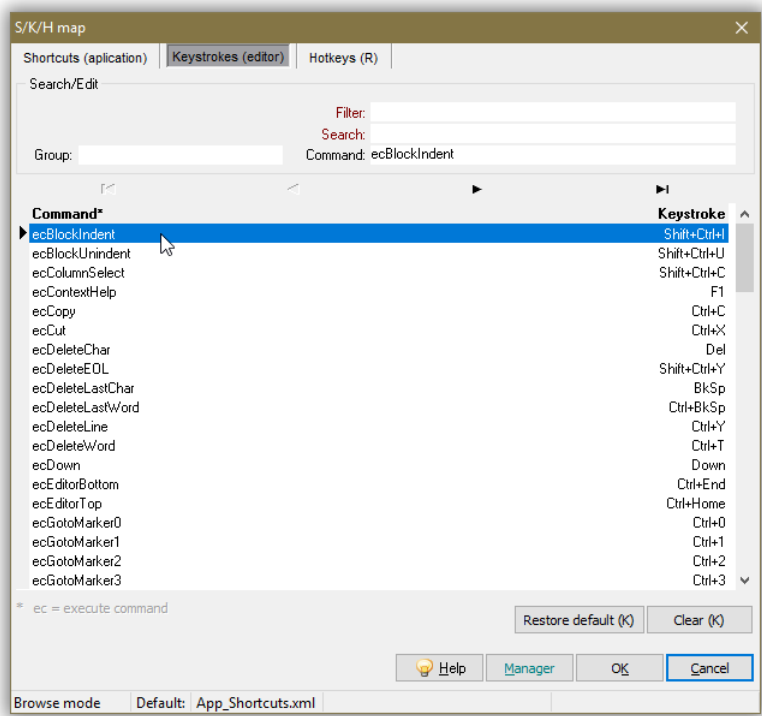 S/K/H map
Shortcuts (aplication) Keystrokes (editor) Hotkeys (R)
Search/Edit
Filter:
Search:
Group: Command: ecBlockIndent
Command* Keystroke
ecBlockIndent Shift+Ctrl+I
ecBlockUnindent Shift+Ctrl+U
ecColumnSelect Shift+Ctrl+C
ecContextHelp F1
ecCopy Ctrl+C
ecCut Ctrl+X
ecDeleteChar Del
ecDeleteEOL Shift+Ctrl+Y
ecDeleteLastChar BkSp
ecDeleteLastWord Ctrl+BkSp
ecDeleteLine Ctrl+Y
ecDeleteWord Ctrl+T
ecDown Down
ecEditorBottom Ctrl+End
ecEditorTop Ctrl+Home
ecGotoMarker0 Ctrl+0
ecGotoMarker1 Ctrl+1
ecGotoMarker2 Ctrl+2
ecGotoMarker3 Ctrl+3
* ec = execute command
Restore default (K) Clear (K)
Help Manager OK Cancel
Browse mode Default: App_Shortcuts.xml